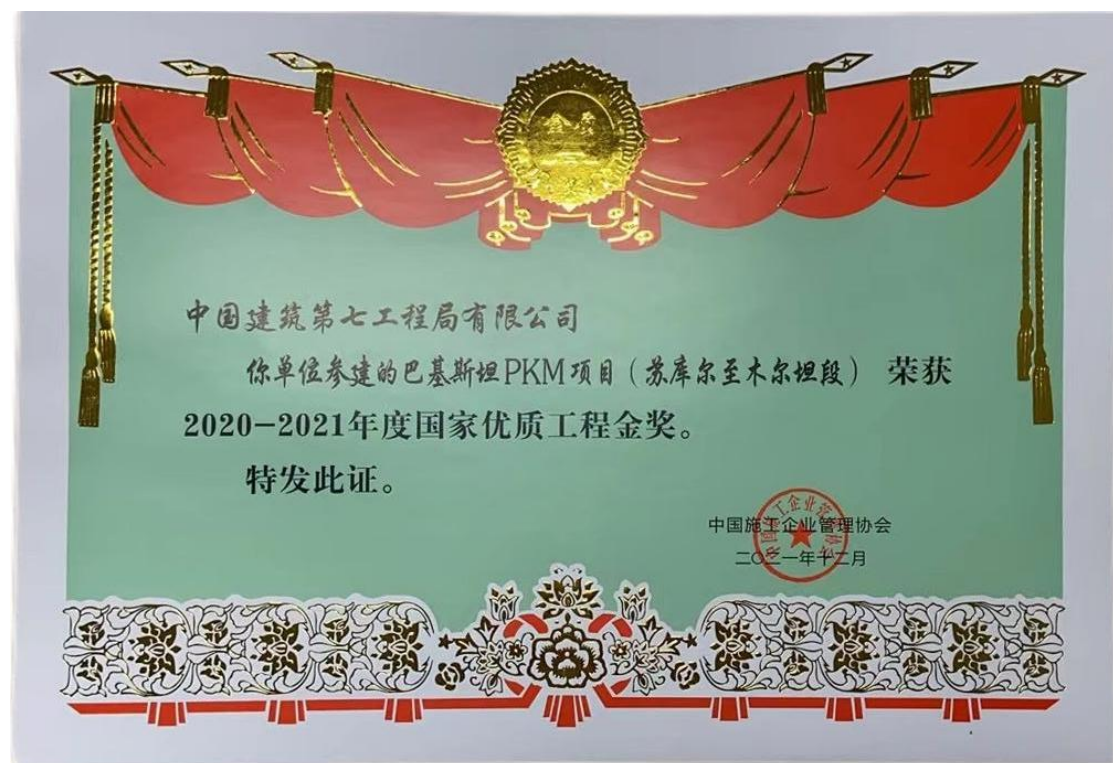 中国建筑第七工程局有限公司
你单位参建的巴基斯坦PKM项目（苏库尔至木尔坦段） 荣获
2020-2021年度国家优质工程金奖。
特发此证。
中国施工企业管理协会
二〇二一年十二月